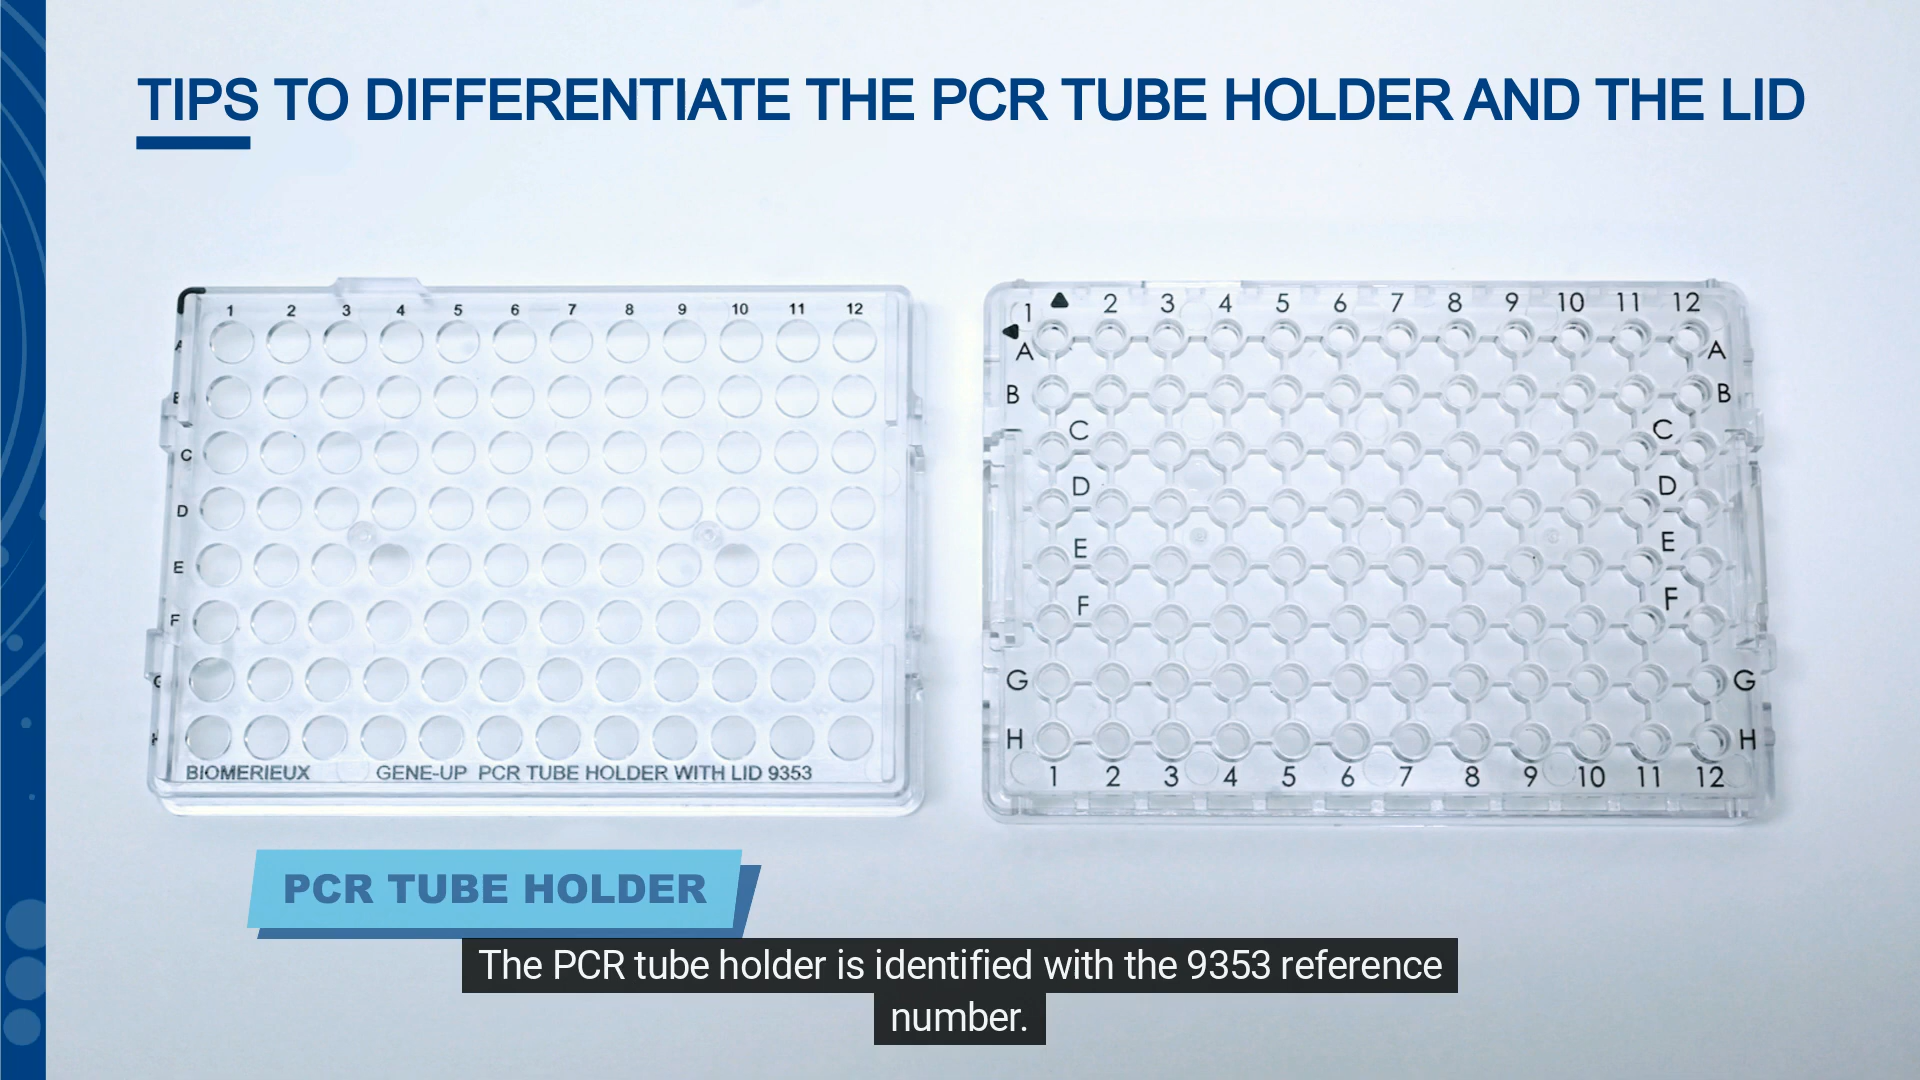 TIPS TO DIFFERENTIATE THE PCR TUBE HOLDER AND THE LID
1 2 3 4 5 6 7 8 9 10 11 12
A
B
C
D
E
F
G
H
BIOMERIEUX GENE-UP PCR TUBE HOLDER WITH LID 9353
1 2 3 4 5 6 7 8 9 10 11 12
A A
B B
C C
D D
E E
F F
G G
H H
1 2 3 4 5 6 7 8 9 10 11 12
PCR TUBE HOLDER
The PCR tube holder is identified with the 9353 reference
number.